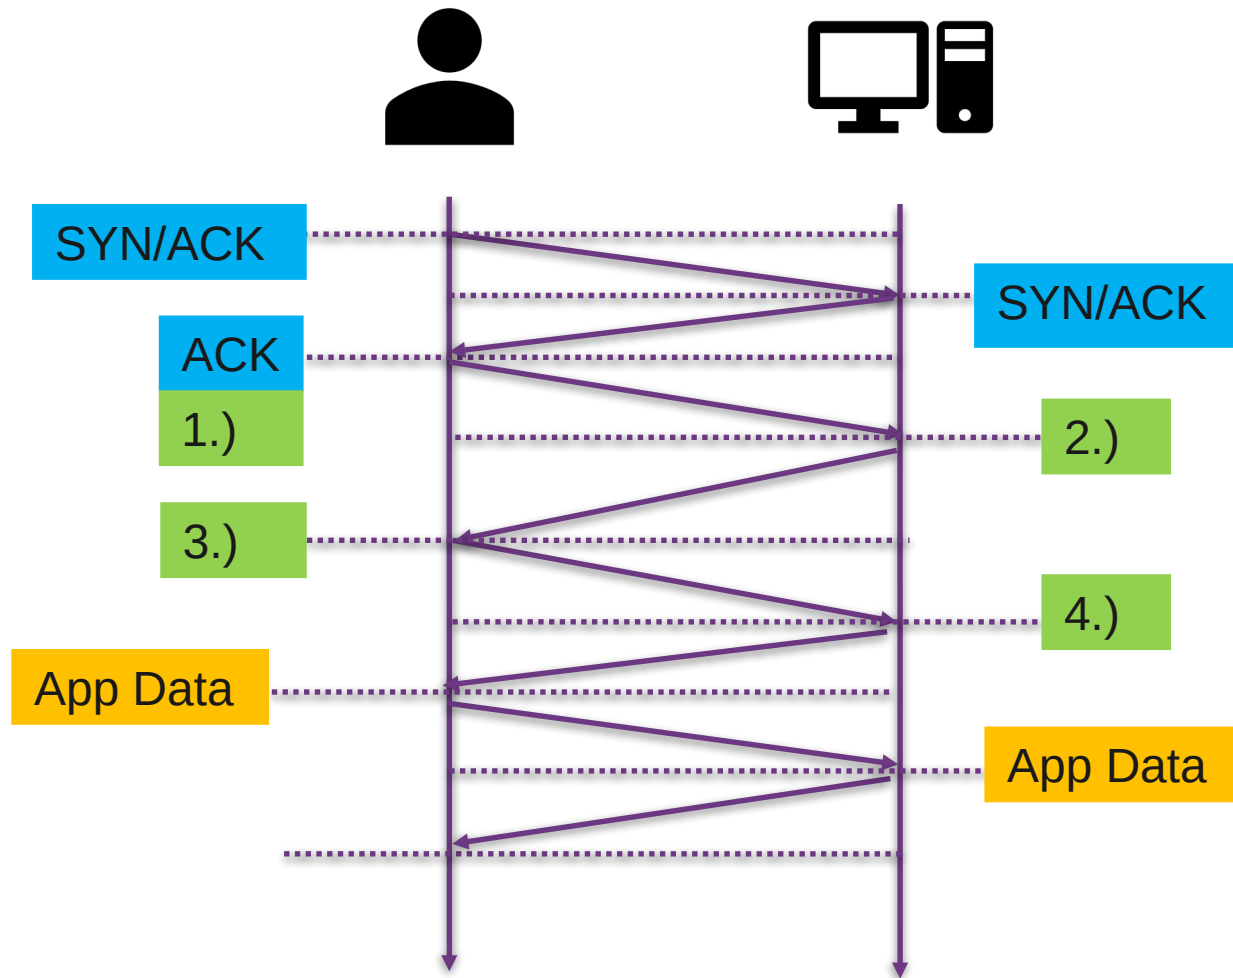 SYN/ACK
SYN/ACK
ACK
1.)
2.)
3.)
4.)
App Data
App Data